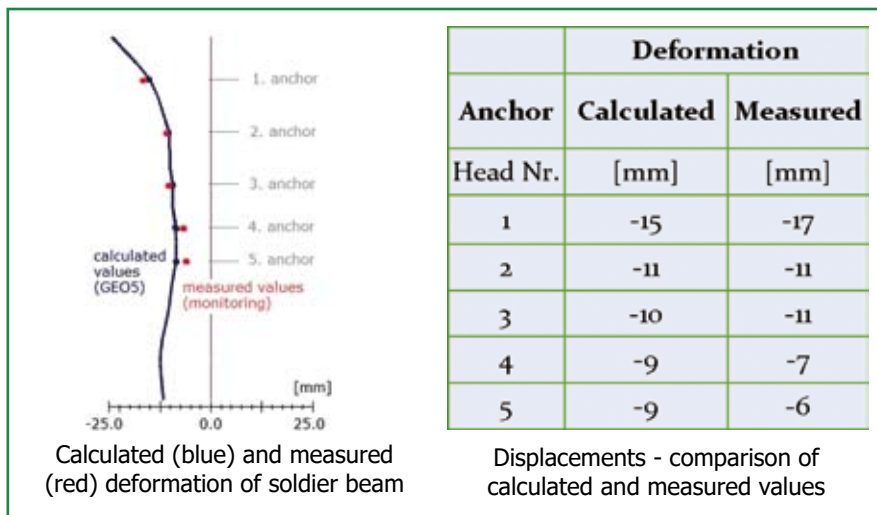 1. anchor
2. anchor
3. anchor
4. anchor
5. anchor
calculated
values
(GEO5)
measured values
(monitoring)
[mm]
-25.0 0.0 25.0
Calculated (blue) and measured
(red) deformation of soldier beam
Deformation
Anchor Calculated Measured
Head Nr. [mm] [mm]
1 -15 -17
2 -11 -11
3 -10 -11
4 -9 -7
5 -9 -6
Displacements - comparison of
calculated and measured values